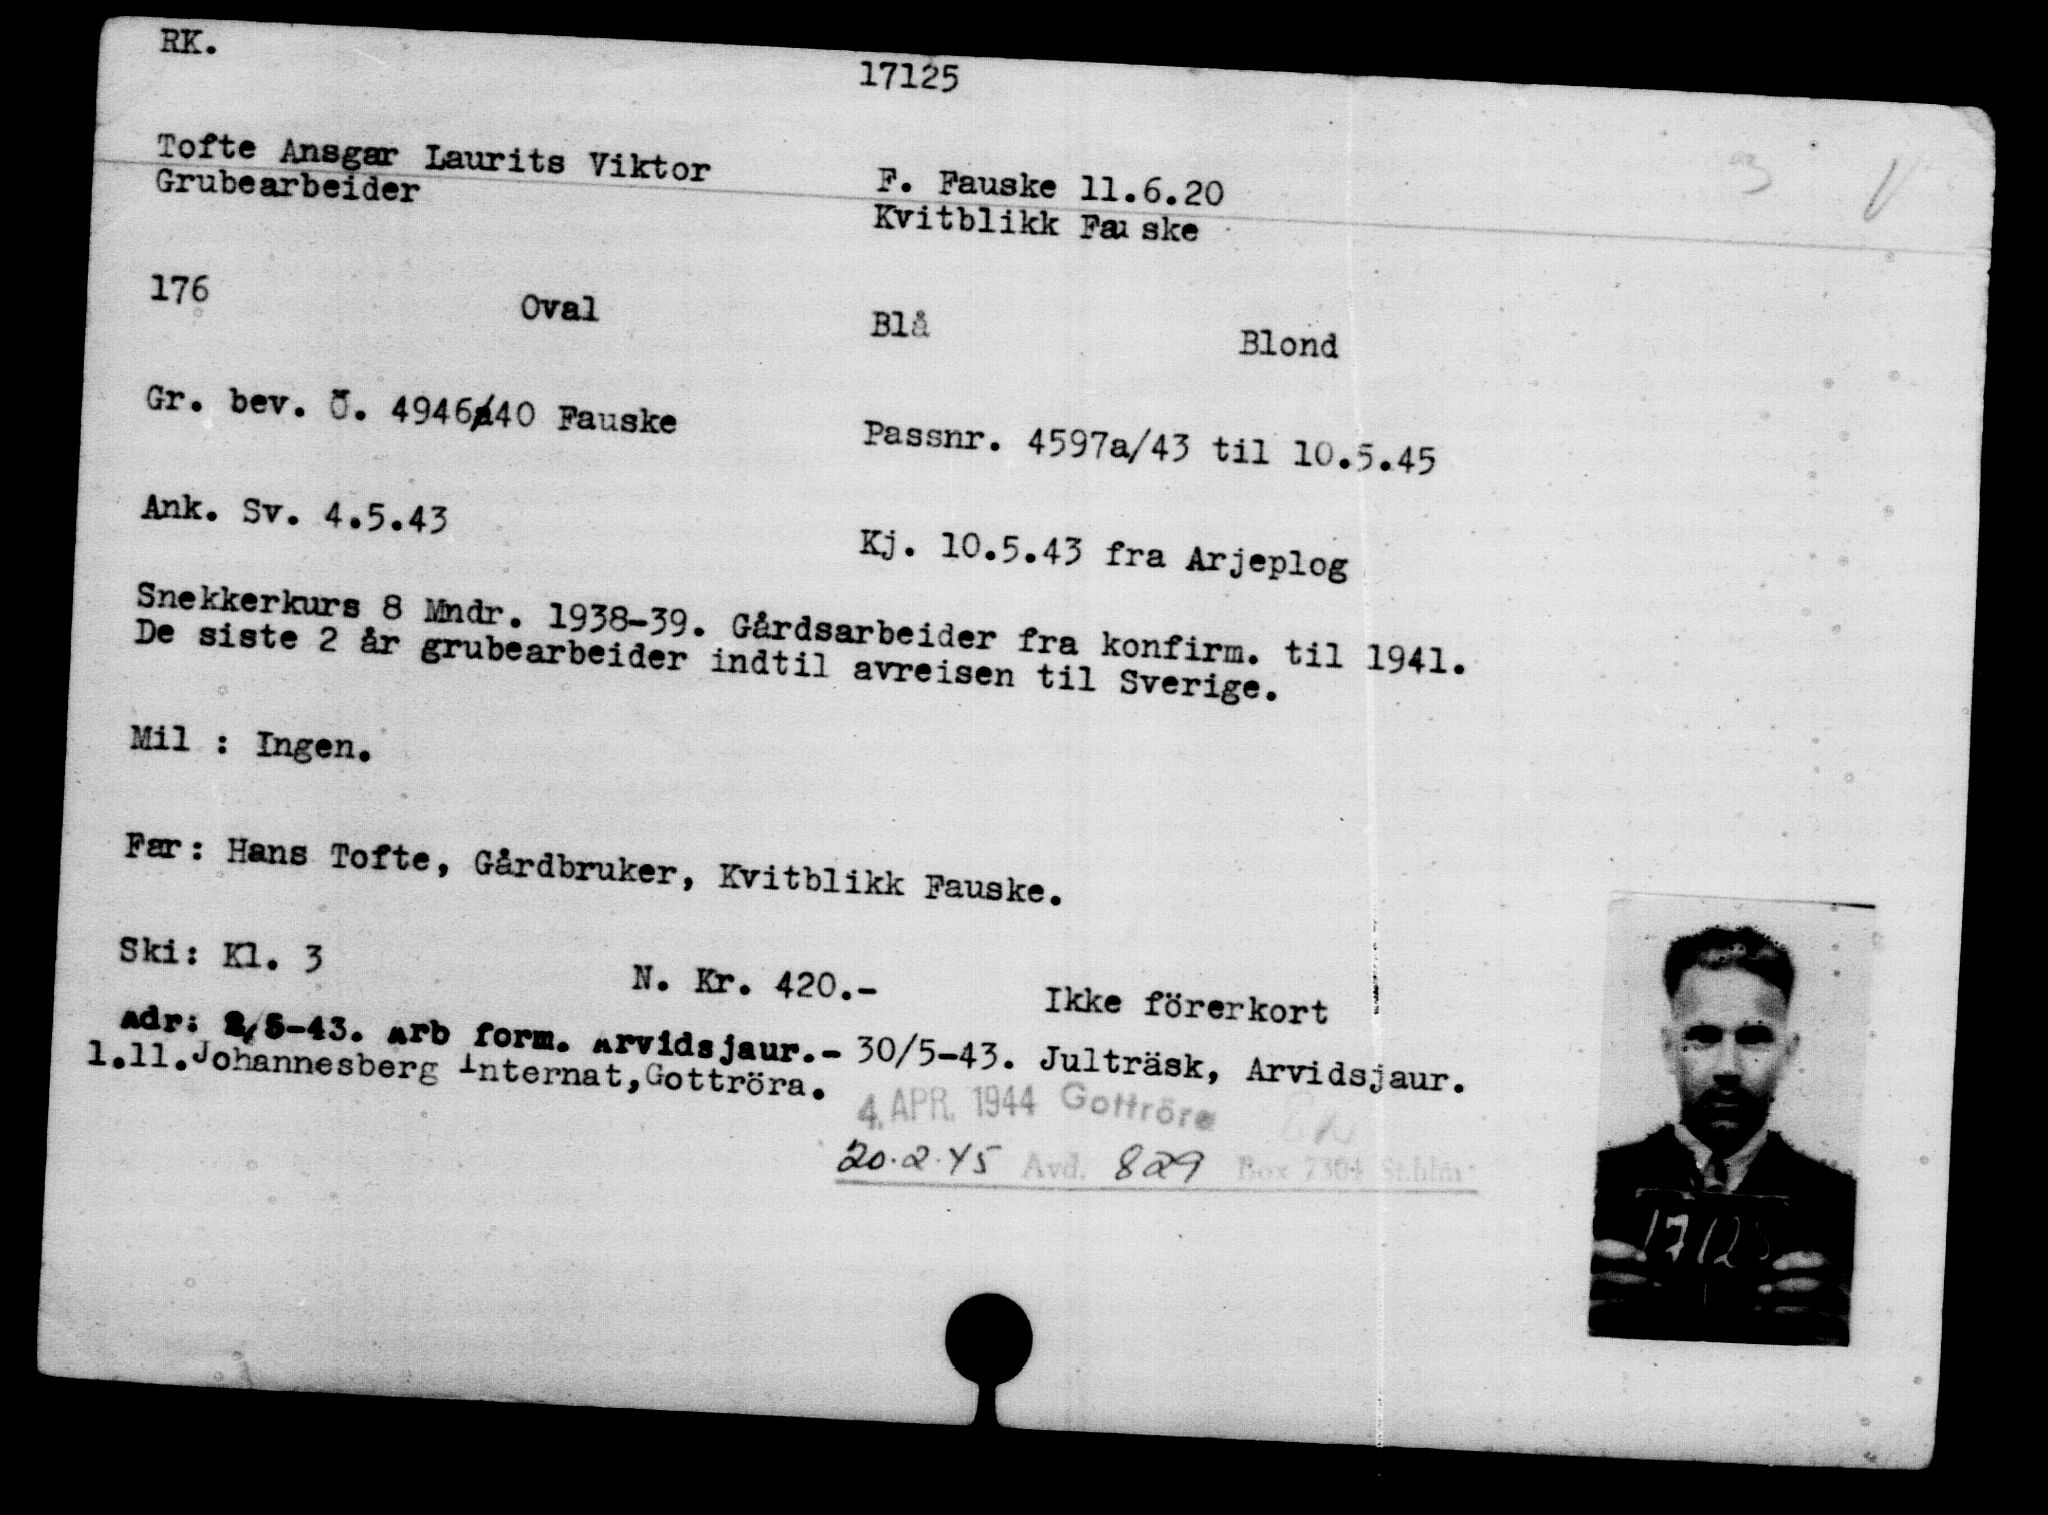 RK.
17125
Tofte Ansgar Laurits Viktor
F. Fauske 11.6.20
Grubearbeider
Kvitblikk Fauske
176 Oval Blå Blond
Gr. bev. Ö. 4946/40 Fauske
Passnr. 4597a/43 til 10.5.45
Ank. Sv. 4.5.43
Kj. 10.5.43 fra Arjeplog
Snekkerkurs 8 Mndr. 1938-39. Gårdsarbeider fra konfirm. til 1941.
De siste 2 år grubearbeider indtil avreisen til Sverige.
Mil : Ingen.
Far: Hans Tofte, Gårdbruker, Kvitblikk Fauske.
Ski: Kl. 3 N. Kr. 420.- Ikke förerkort
Adr: /5-43. Arb form. Arvidsjaur.- 30/5-43. Julträsk, Arvidsjaur.
1.11. Johannesberg Internat, Gottröra.
4. APR. 1944 Gottröra
20.2.45 Avd. 829 Box 7304 Sthlm
17125